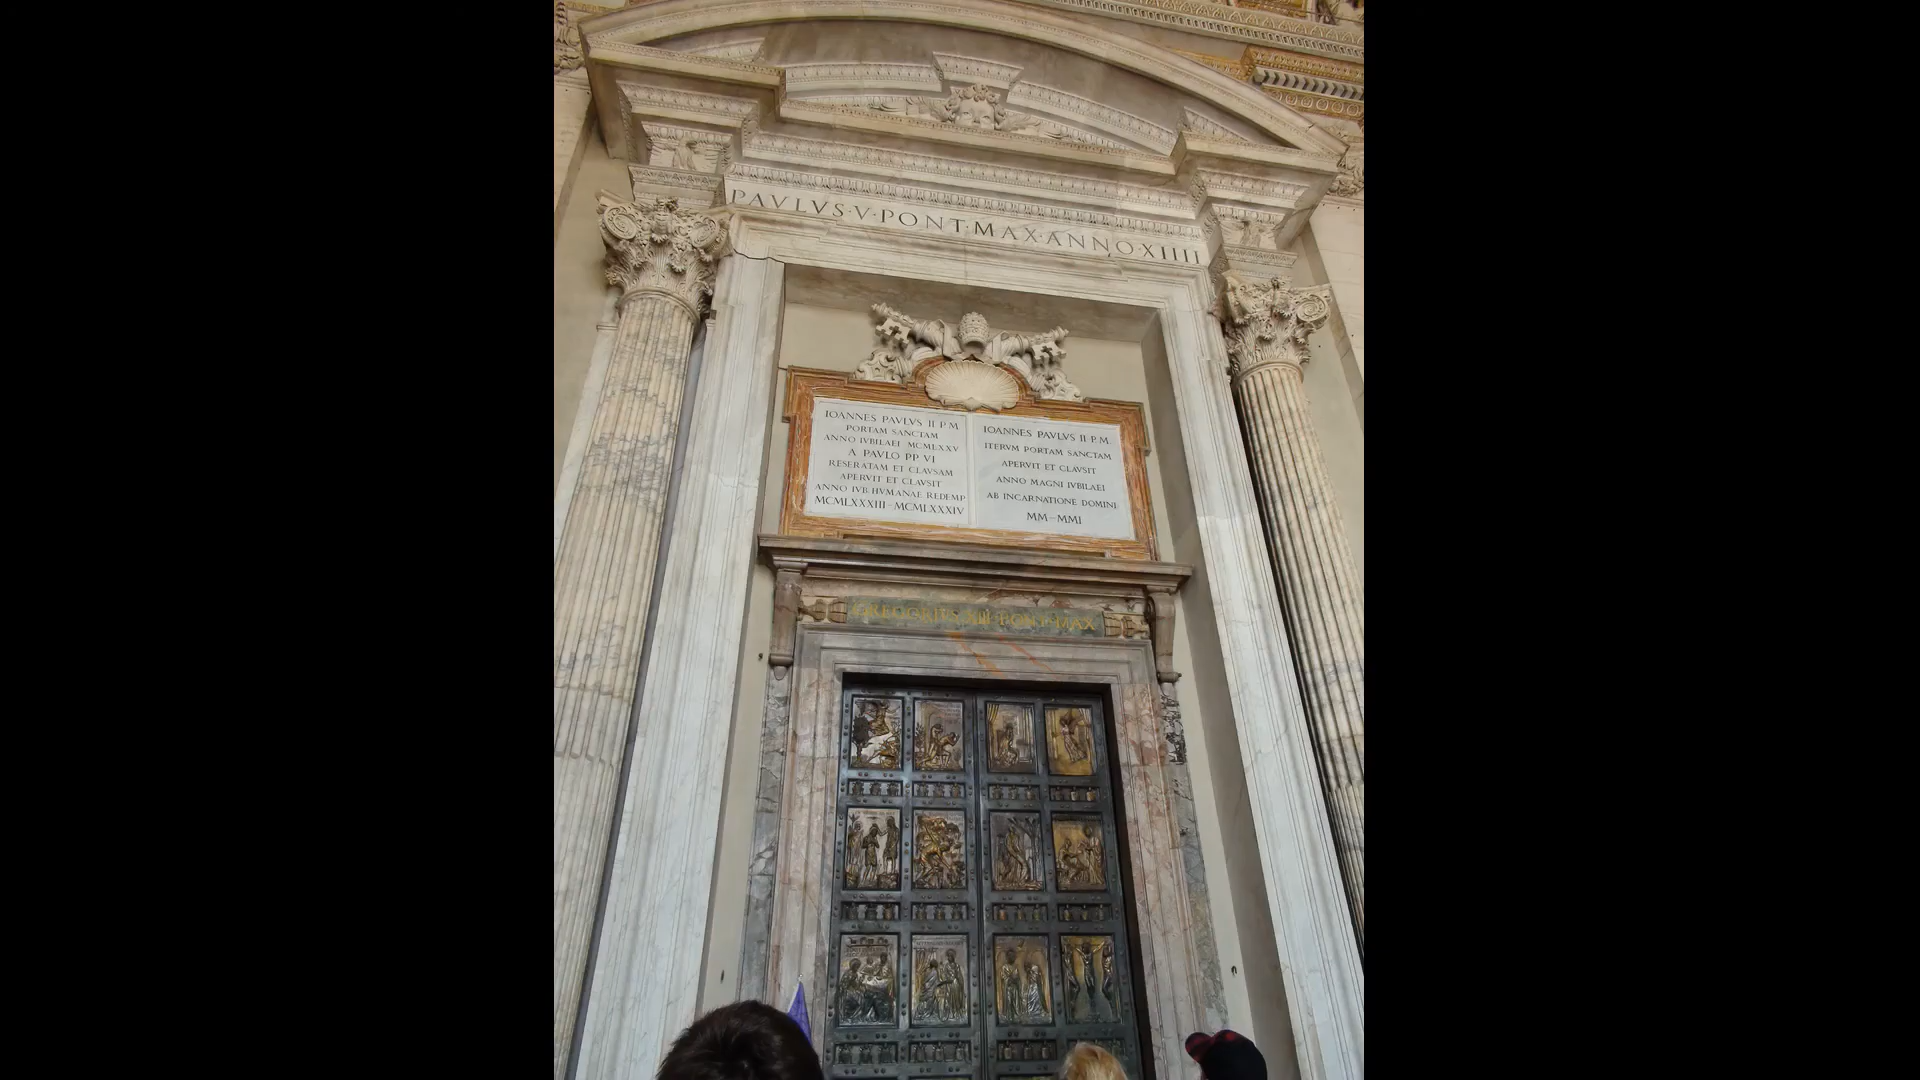 PAVLVS·V·PONT·MAX·ANNO·XIIII
IOANNES PAVLVS II P M
PORTAM SANCTAM
ANNO IVBILAEI MCMLXXV
A PAVLO PP VI
RESERATAM ET CLAVSAM
APERVIT ET CLAVSIT
ANNO IVB HVMANAE REDEMP
MCMLXXXIII–MCMLXXXIV
IOANNES PAVLVS II P.M.
ITERVM PORTAM SANCTAM
APERVIT ET CLAVSIT
ANNO MAGNI IVBILAEI
AB INCARNATIONE DOMINI
MM–MMI
GREGORIVS·XIII·PONT·MAX